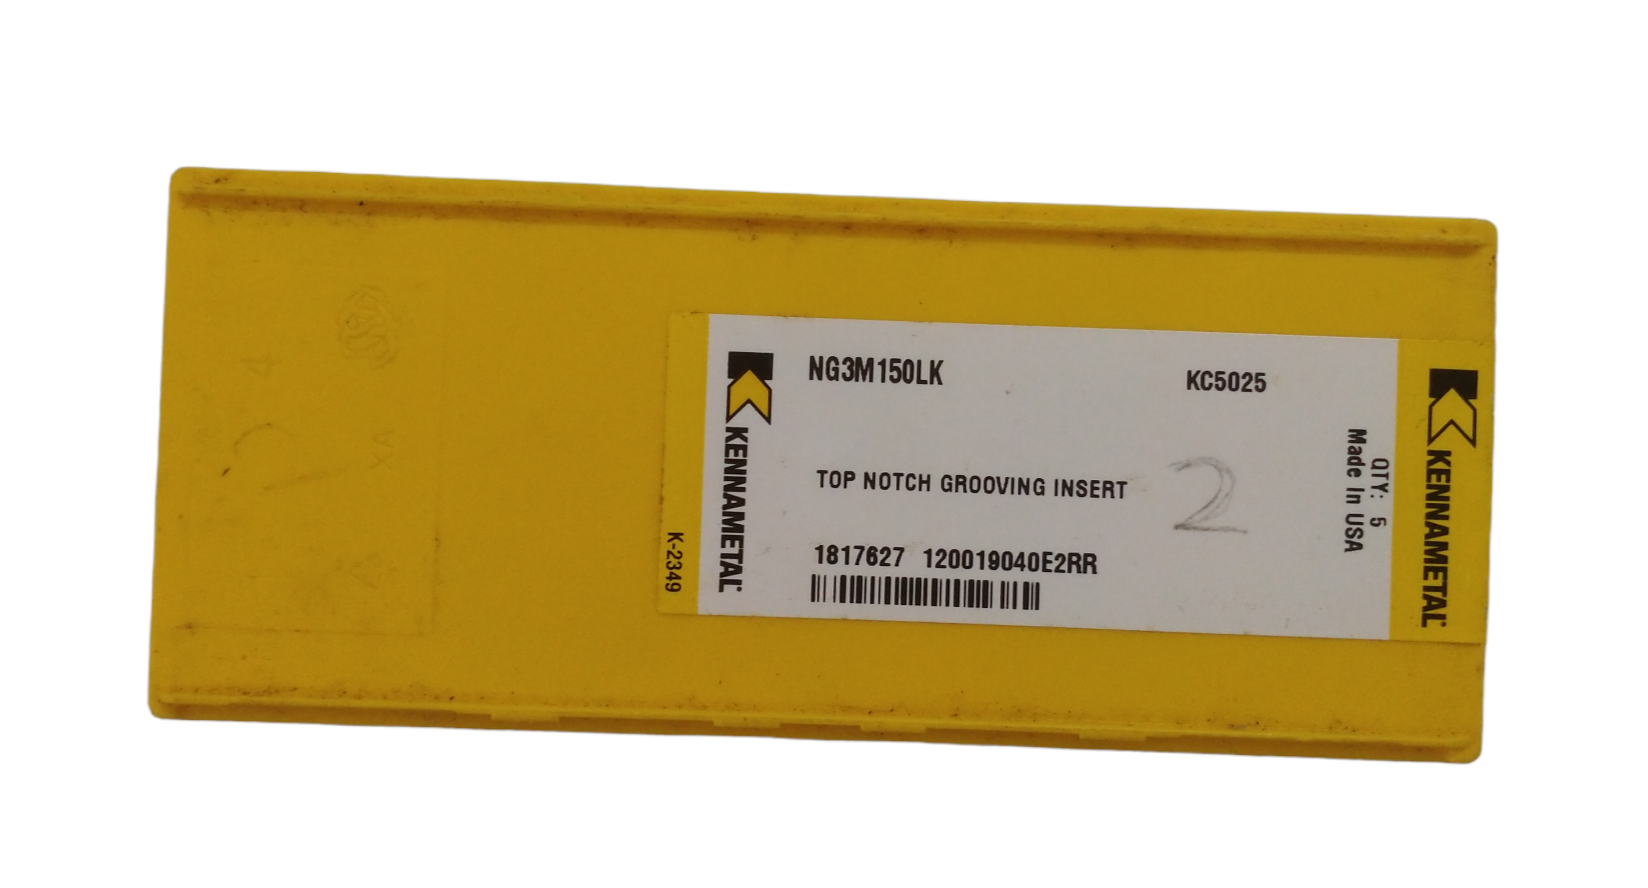 NG3M150LK KC5025
TOP NOTCH GROOVING INSERT
2
1817627 120019040E2RR
KENNAMETAL
K-2349
QTY: 5
Made In USA
KENNAMETAL